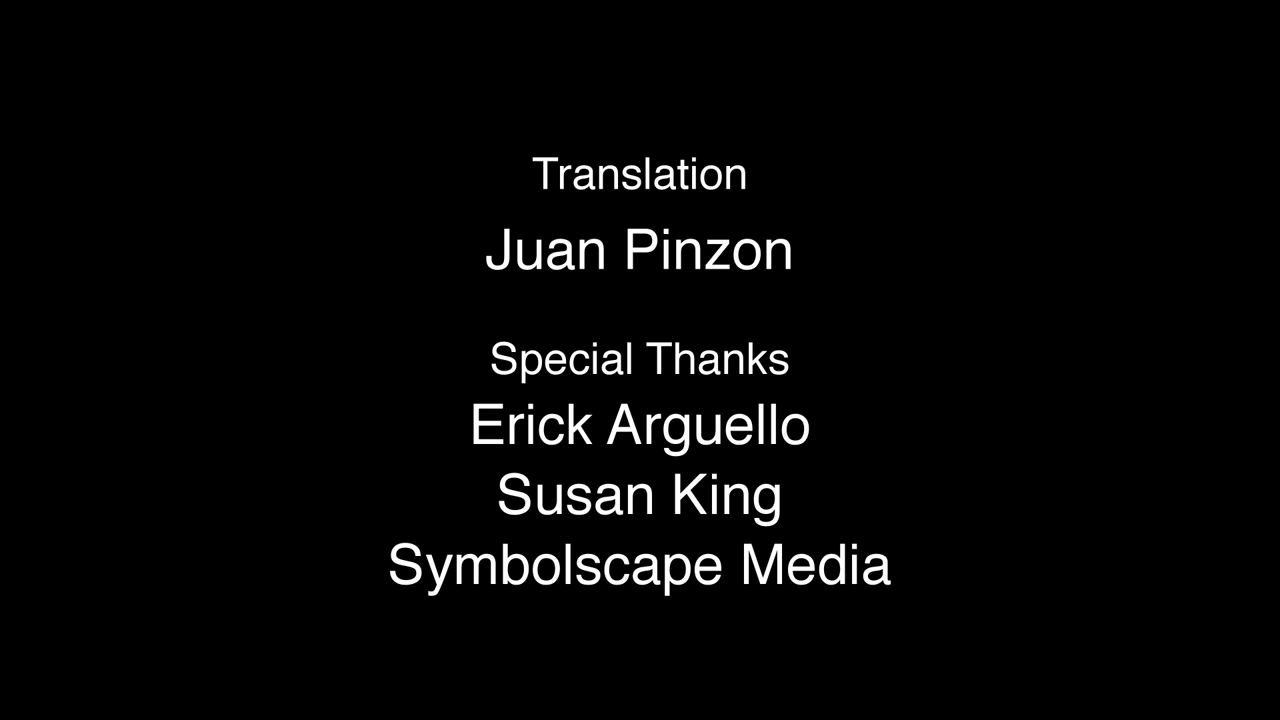 Translation
Juan Pinzon
Special Thanks
Erick Arguello
Susan King
Symbolscape Media